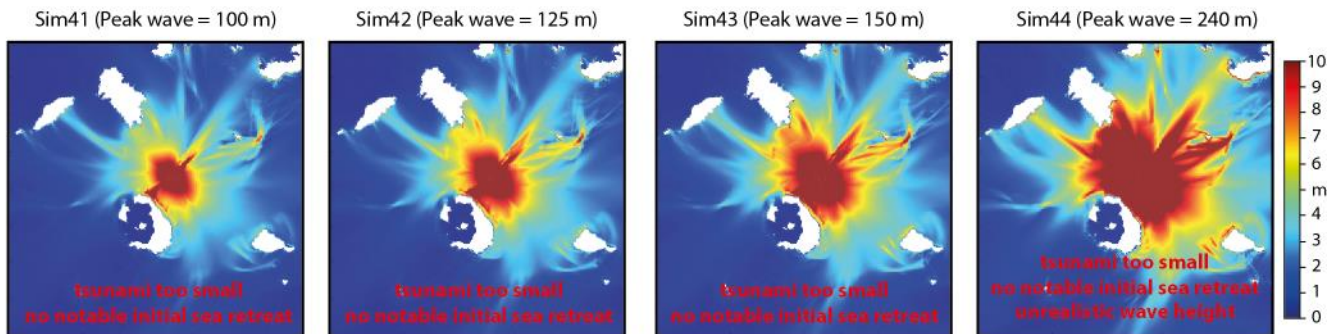 Sim41 (Peak wave = 100 m)
Sim42 (Peak wave = 125 m)
Sim43 (Peak wave = 150 m)
Sim44 (Peak wave = 240 m)
tsunami too small
no notable initial sea retreat
tsunami too small
no notable initial sea retreat
tsunami too small
no notable initial sea retreat
tsunami too small
no notable initial sea retreat
unrealistic wave height
10
9
8
7
6
5
m
4
3
2
1
0